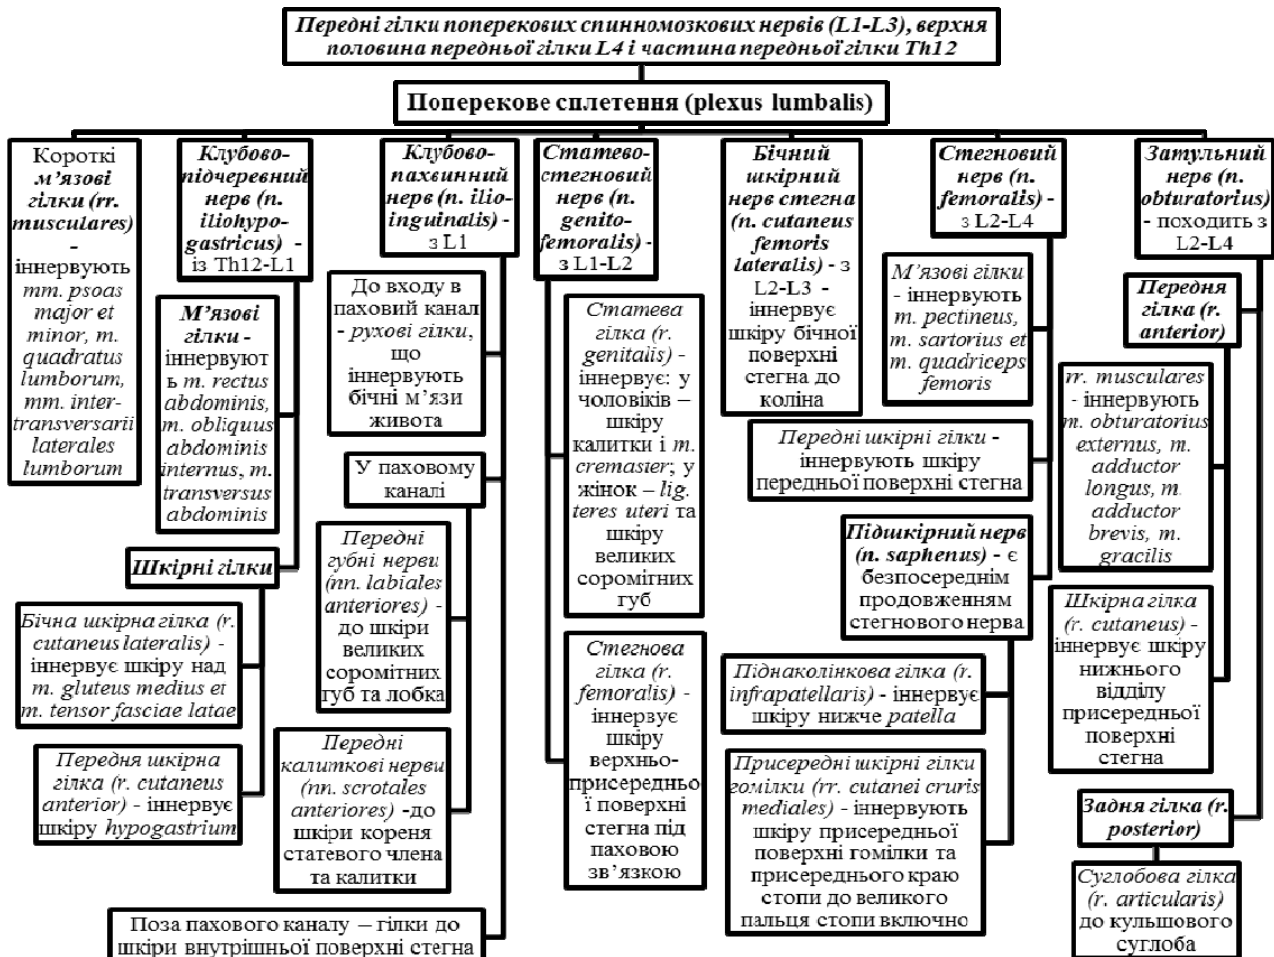 Передні гілки поперекових спинномозкових нервів (L1-L3), верхня
половина передньої гілки L4 і частина передньої гілки Th12
Поперекове сплетення (plexus lumbalis)
Короткі
м’язові
гілки (rr.
musculares)
-
іннервують
mm. psoas
major et
minor, m.
quadratus
lumborum,
mm. inter-
transversarii
laterales
lumborum
Клубово-
підчеревний
нерв (n.
iliohypo-
gastricus) -
із Th12-L1
М’язові
гілки -
іннервуют
ь m. rectus
abdominis,
m. obliquus
abdominis
internus, m.
transversus
abdominis
Шкірні гілки
Бічна шкірна гілка (r.
cutaneus lateralis) -
іннервує шкіру над
m. gluteus medius et
m. tensor fasciae latae
Передня шкірна
гілка (r. cutaneus
anterior) - іннервує
шкіру hypogastrium
Клубово-
пахвинний
нерв (n. ilio-
inguinalis) -
з L1
До входу в
паховий канал
- рухові гілки,
що
іннервують
бічні м’язи
живота
У паховому
каналі
Передні
губні нерви
(nn. labiales
anteriores) -
до шкіри
великих
соромітних
губ та лобка
Передні
калиткові нерви
(nn. scrotales
anteriores) -до
шкіри кореня
статевого члена
та калитки
Поза пахового каналу – гілки до
шкіри внутрішньої поверхні стегна
Статево-
стегновий
нерв (n.
genito-
femoralis) -
з L1-L2
Статева
гілка (r.
genitalis) -
іннервує: у
чоловіків –
шкіру
калитки і m.
cremaster; у
жінок – lig.
teres uteri та
шкіру
великих
соромітних
губ
Стегнова
гілка (r.
femoralis) -
іннервує
шкіру
верхньо-
присередньо
ї поверхні
стегна під
паховою
зв’язкою
Бічний
шкірний
нерв стегна
(n. cutaneus
femoris
lateralis) - з
L2-L3 -
іннервує
шкіру бічної
поверхні
стегна до
коліна
Стегновий
нерв (n.
femoralis) -
з L2-L4
М’язові гілки
- іннервують
m. pectineus,
m. sartorius et
m. quadriceps
femoris
Передні шкірні гілки -
іннервують шкіру
передньої поверхні стегна
Підшкірний нерв
(n. saphenus) - є
безпосереднім
продовженням
стегнового нерва
Піднаколінкова гілка (r.
infrapatellaris) - іннервує
шкіру нижче patella
Присередні шкірні гілки
гомілки (rr. cutanei cruris
mediales) - іннервують
шкіру присередньої
поверхні гомілки та
присереднього краю
стопи до великого
пальця стопи включно
Затульний
нерв (n.
obturatorius)
- походить з
L2-L4
Передня
гілка (r.
anterior)
rr. musculares
- іннервують
m. obturatorius
externus, m.
adductor
longus, m.
adductor
brevis, m.
gracilis
Шкірна гілка
(r. cutaneus) -
іннервує шкіру
нижнього
відділу
присередньої
поверхні
стегна
Задня гілка (r.
posterior)
Суглобова гілка
(r. articularis)
до кульшового
суглоба